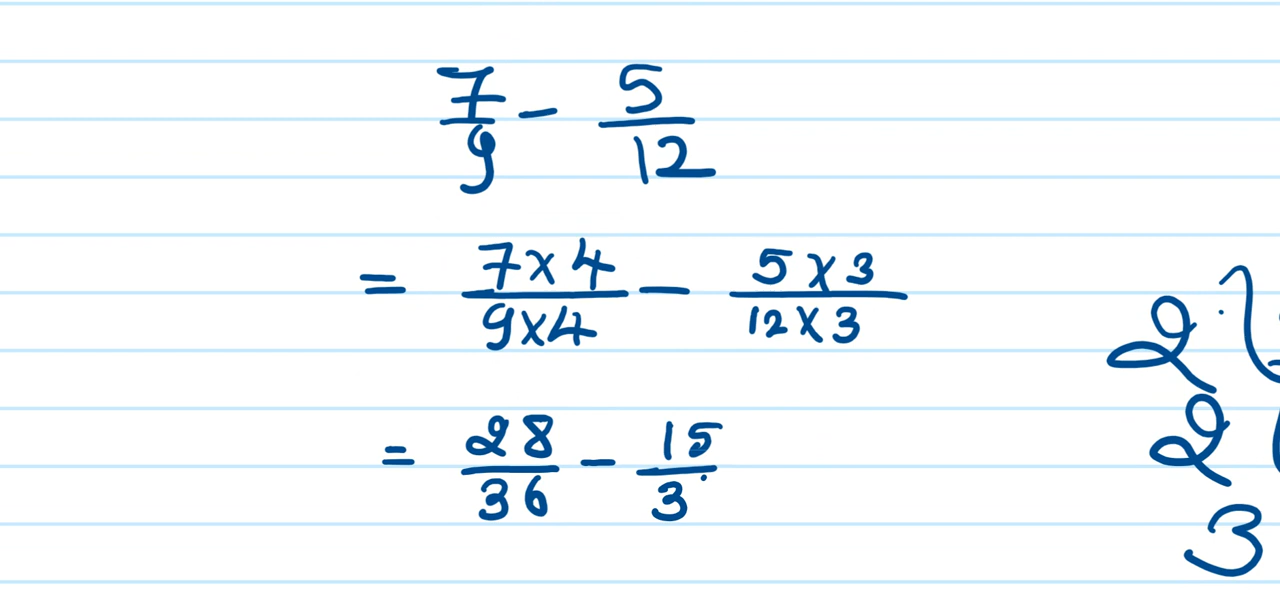 7/9 - 5/12
= 7×4/9×4 - 5×3/12×3
= 28/36 - 15/3
2
2
3